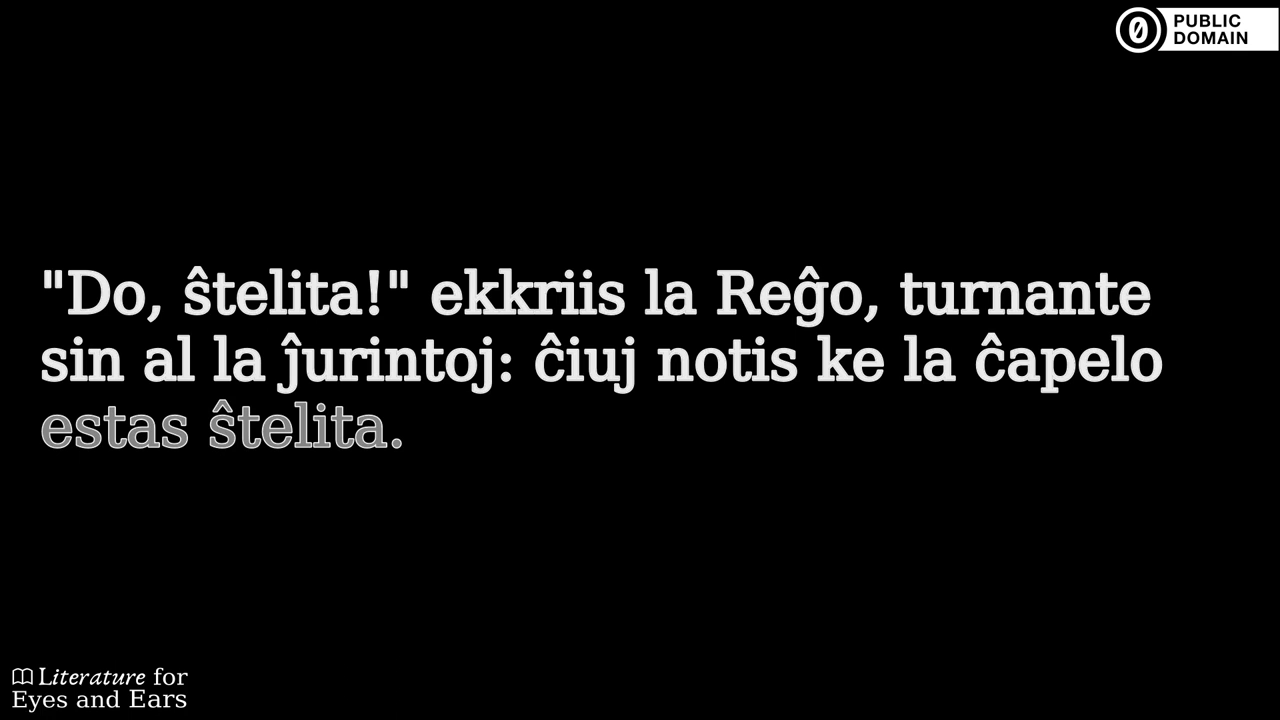 PUBLIC
DOMAIN
"Do, ŝtelita!" ekkriis la Reĝo, turnante
sin al la ĵurintoj: ĉiuj notis ke la ĉapelo
estas ŝtelita.
Literature for
Eyes and Ears